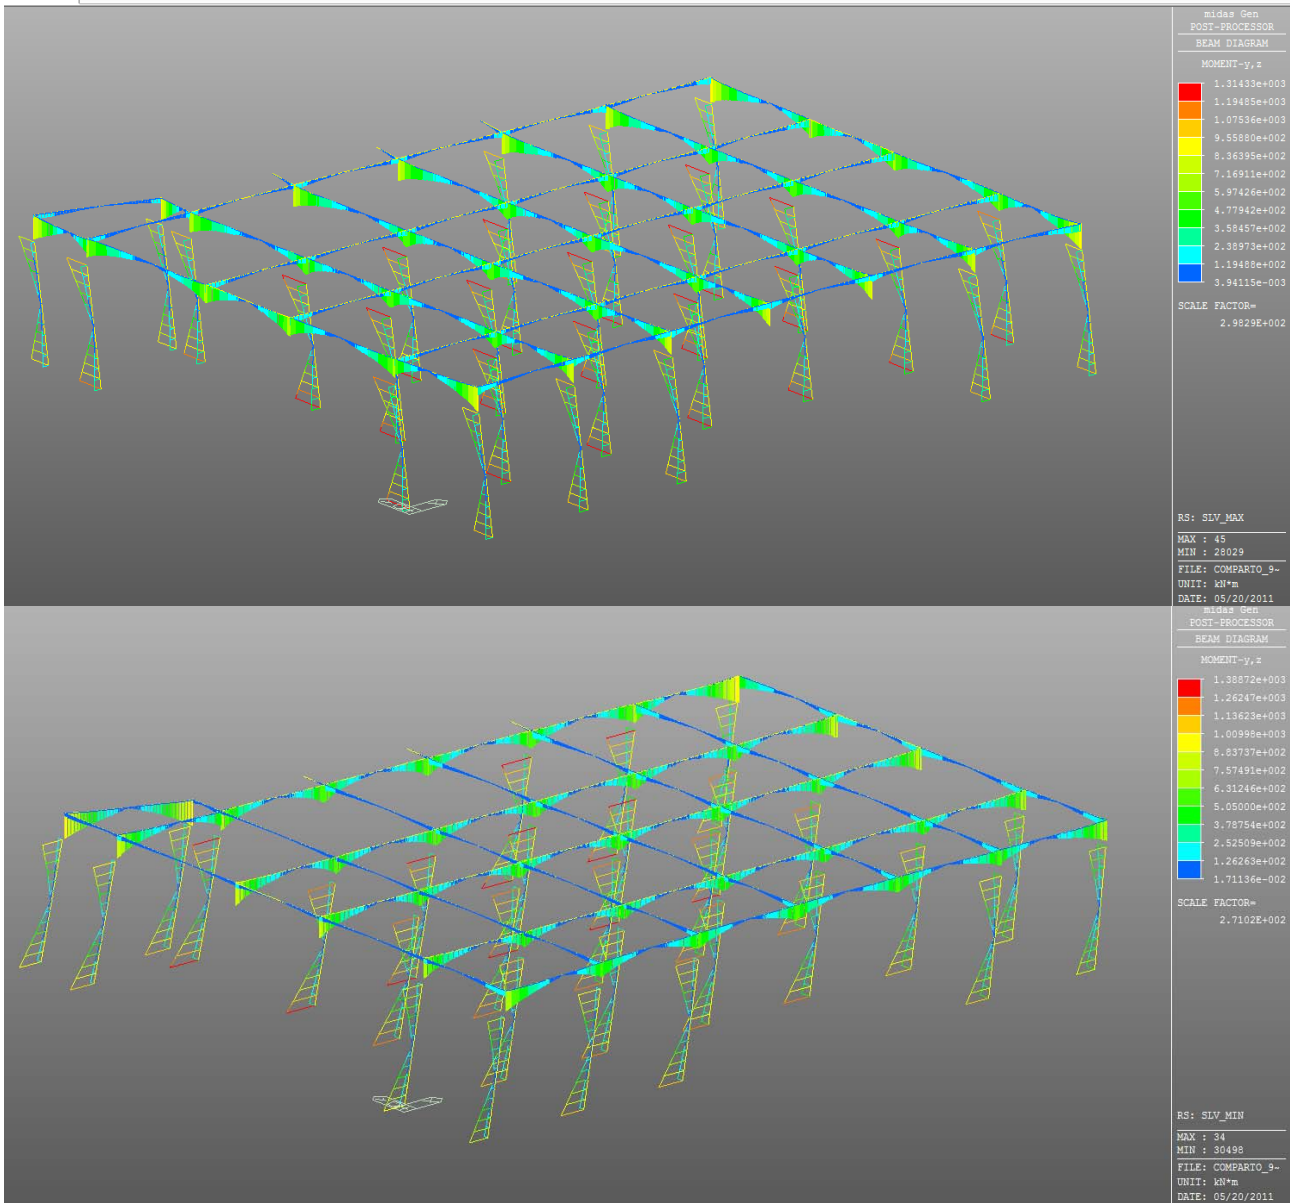 midas Gen
POST-PROCESSOR
BEAM DIAGRAM
MOMENT-y,z
1.31433e+003
1.19485e+003
1.07536e+003
9.55880e+002
8.36395e+002
7.16911e+002
5.97426e+002
4.77942e+002
3.58457e+002
2.38973e+002
1.19488e+002
3.94115e-003
SCALE FACTOR=
2.9829E+002
RS: SLV_MAX
MAX : 45
MIN : 28029
FILE: COMPARTO_9~
UNIT: kN*m
DATE: 05/20/2011
midas Gen
POST-PROCESSOR
BEAM DIAGRAM
MOMENT-y,z
1.38872e+003
1.26247e+003
1.13623e+003
1.00998e+003
8.83737e+002
7.57491e+002
6.31246e+002
5.05000e+002
3.78754e+002
2.52509e+002
1.26263e+002
1.71136e-002
SCALE FACTOR=
2.7102E+002
RS: SLV_MIN
MAX : 34
MIN : 30498
FILE: COMPARTO_9~
UNIT: kN*m
DATE: 05/20/2011